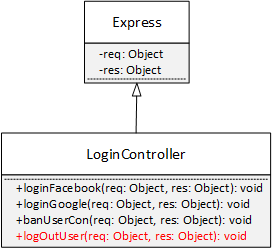 Express
-req: Object
-res: Object
LoginController
+loginFacebook(req: Object, res: Object): void
+loginGoogle(req: Object, res: Object): void
+banUserCon(req: Object, res: Object): void
+logOutUser(req: Object, res: Object): void